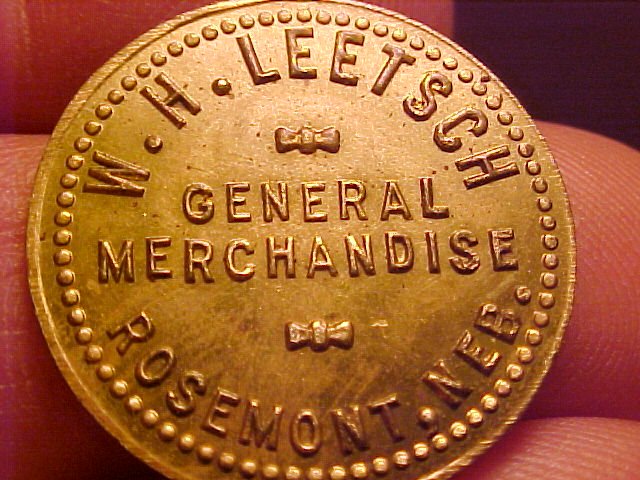 W. H. LEETSCH
GENERAL
MERCHANDISE
ROSEMONT, NEB.